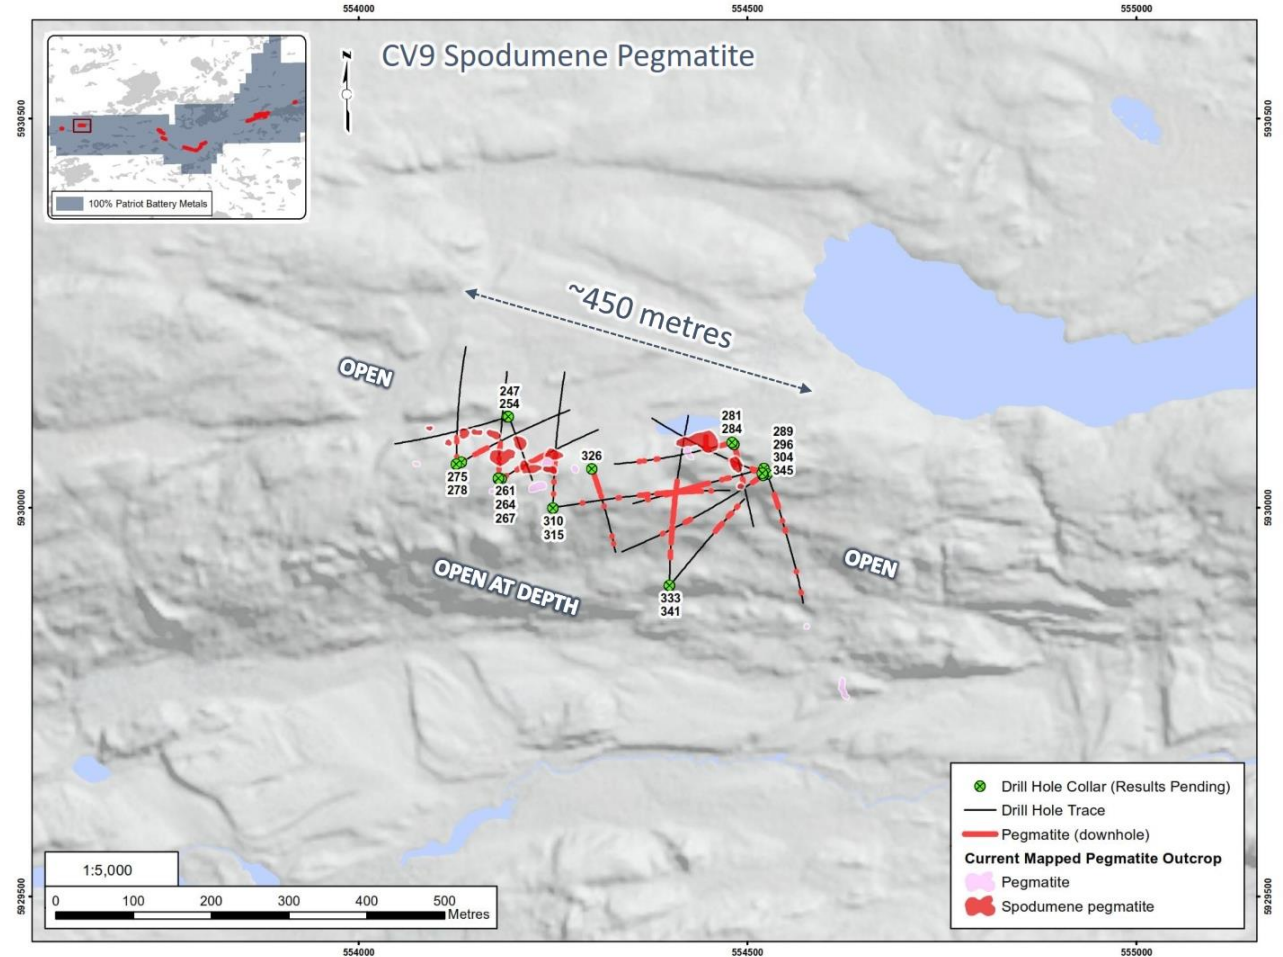 554000
554500
555000
CV9 Spodumene Pegmatite
N
5930500
5930500
100% Patriot Battery Metals
~450 metres
OPEN
247
254
281
284
289
296
304
345
326
275
278
261
264
267
310
315
5930000
5930000
OPEN
OPEN AT DEPTH
333
341
Drill Hole Collar (Results Pending)
Drill Hole Trace
Pegmatite (downhole)
Current Mapped Pegmatite Outcrop
Pegmatite
Spodumene pegmatite
1:5,000
0 100 200 300 400 500
Metres
5929500
5929500
554000
554500
555000